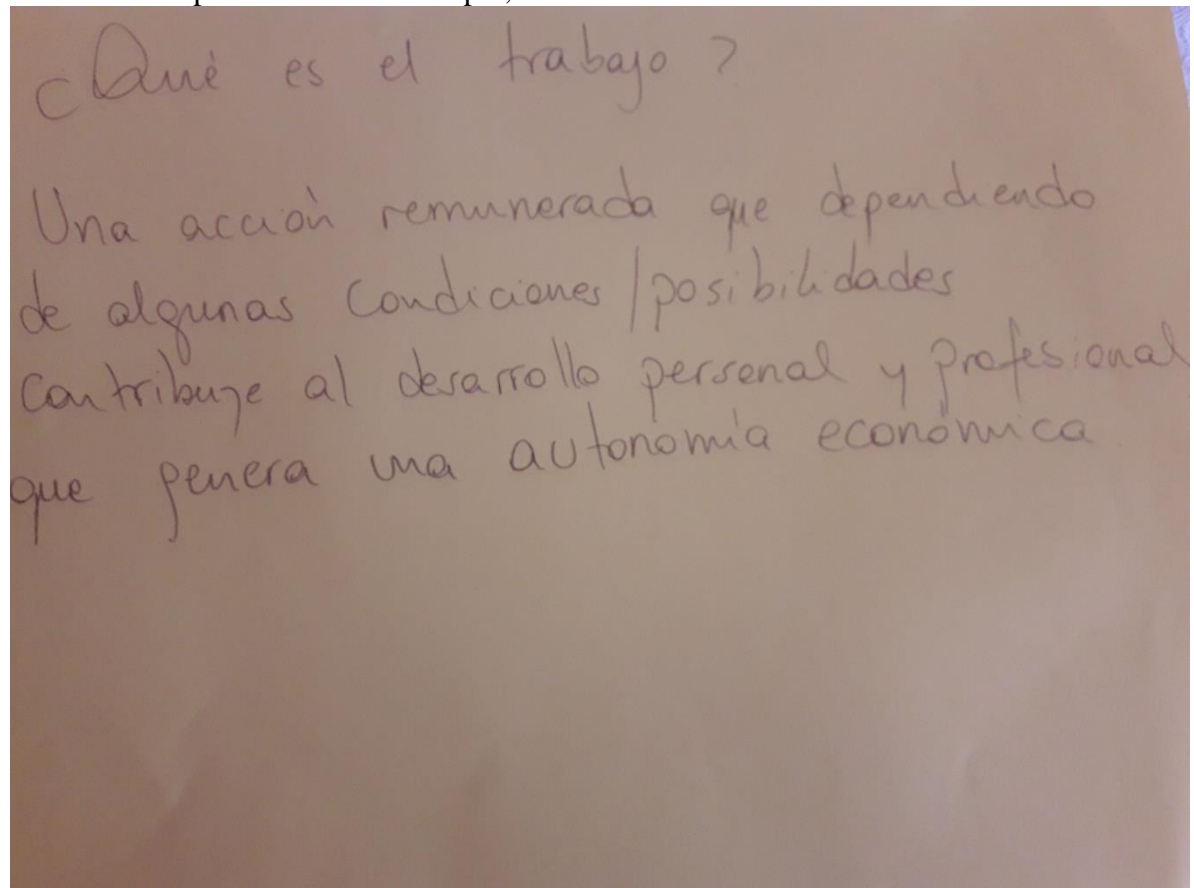 ¿Qué es el trabajo?
Una acción remunerada que dependiendo
de algunas condiciones/posibilidades
contribuye al desarrollo personal y profesional
que genera una autonomía económica